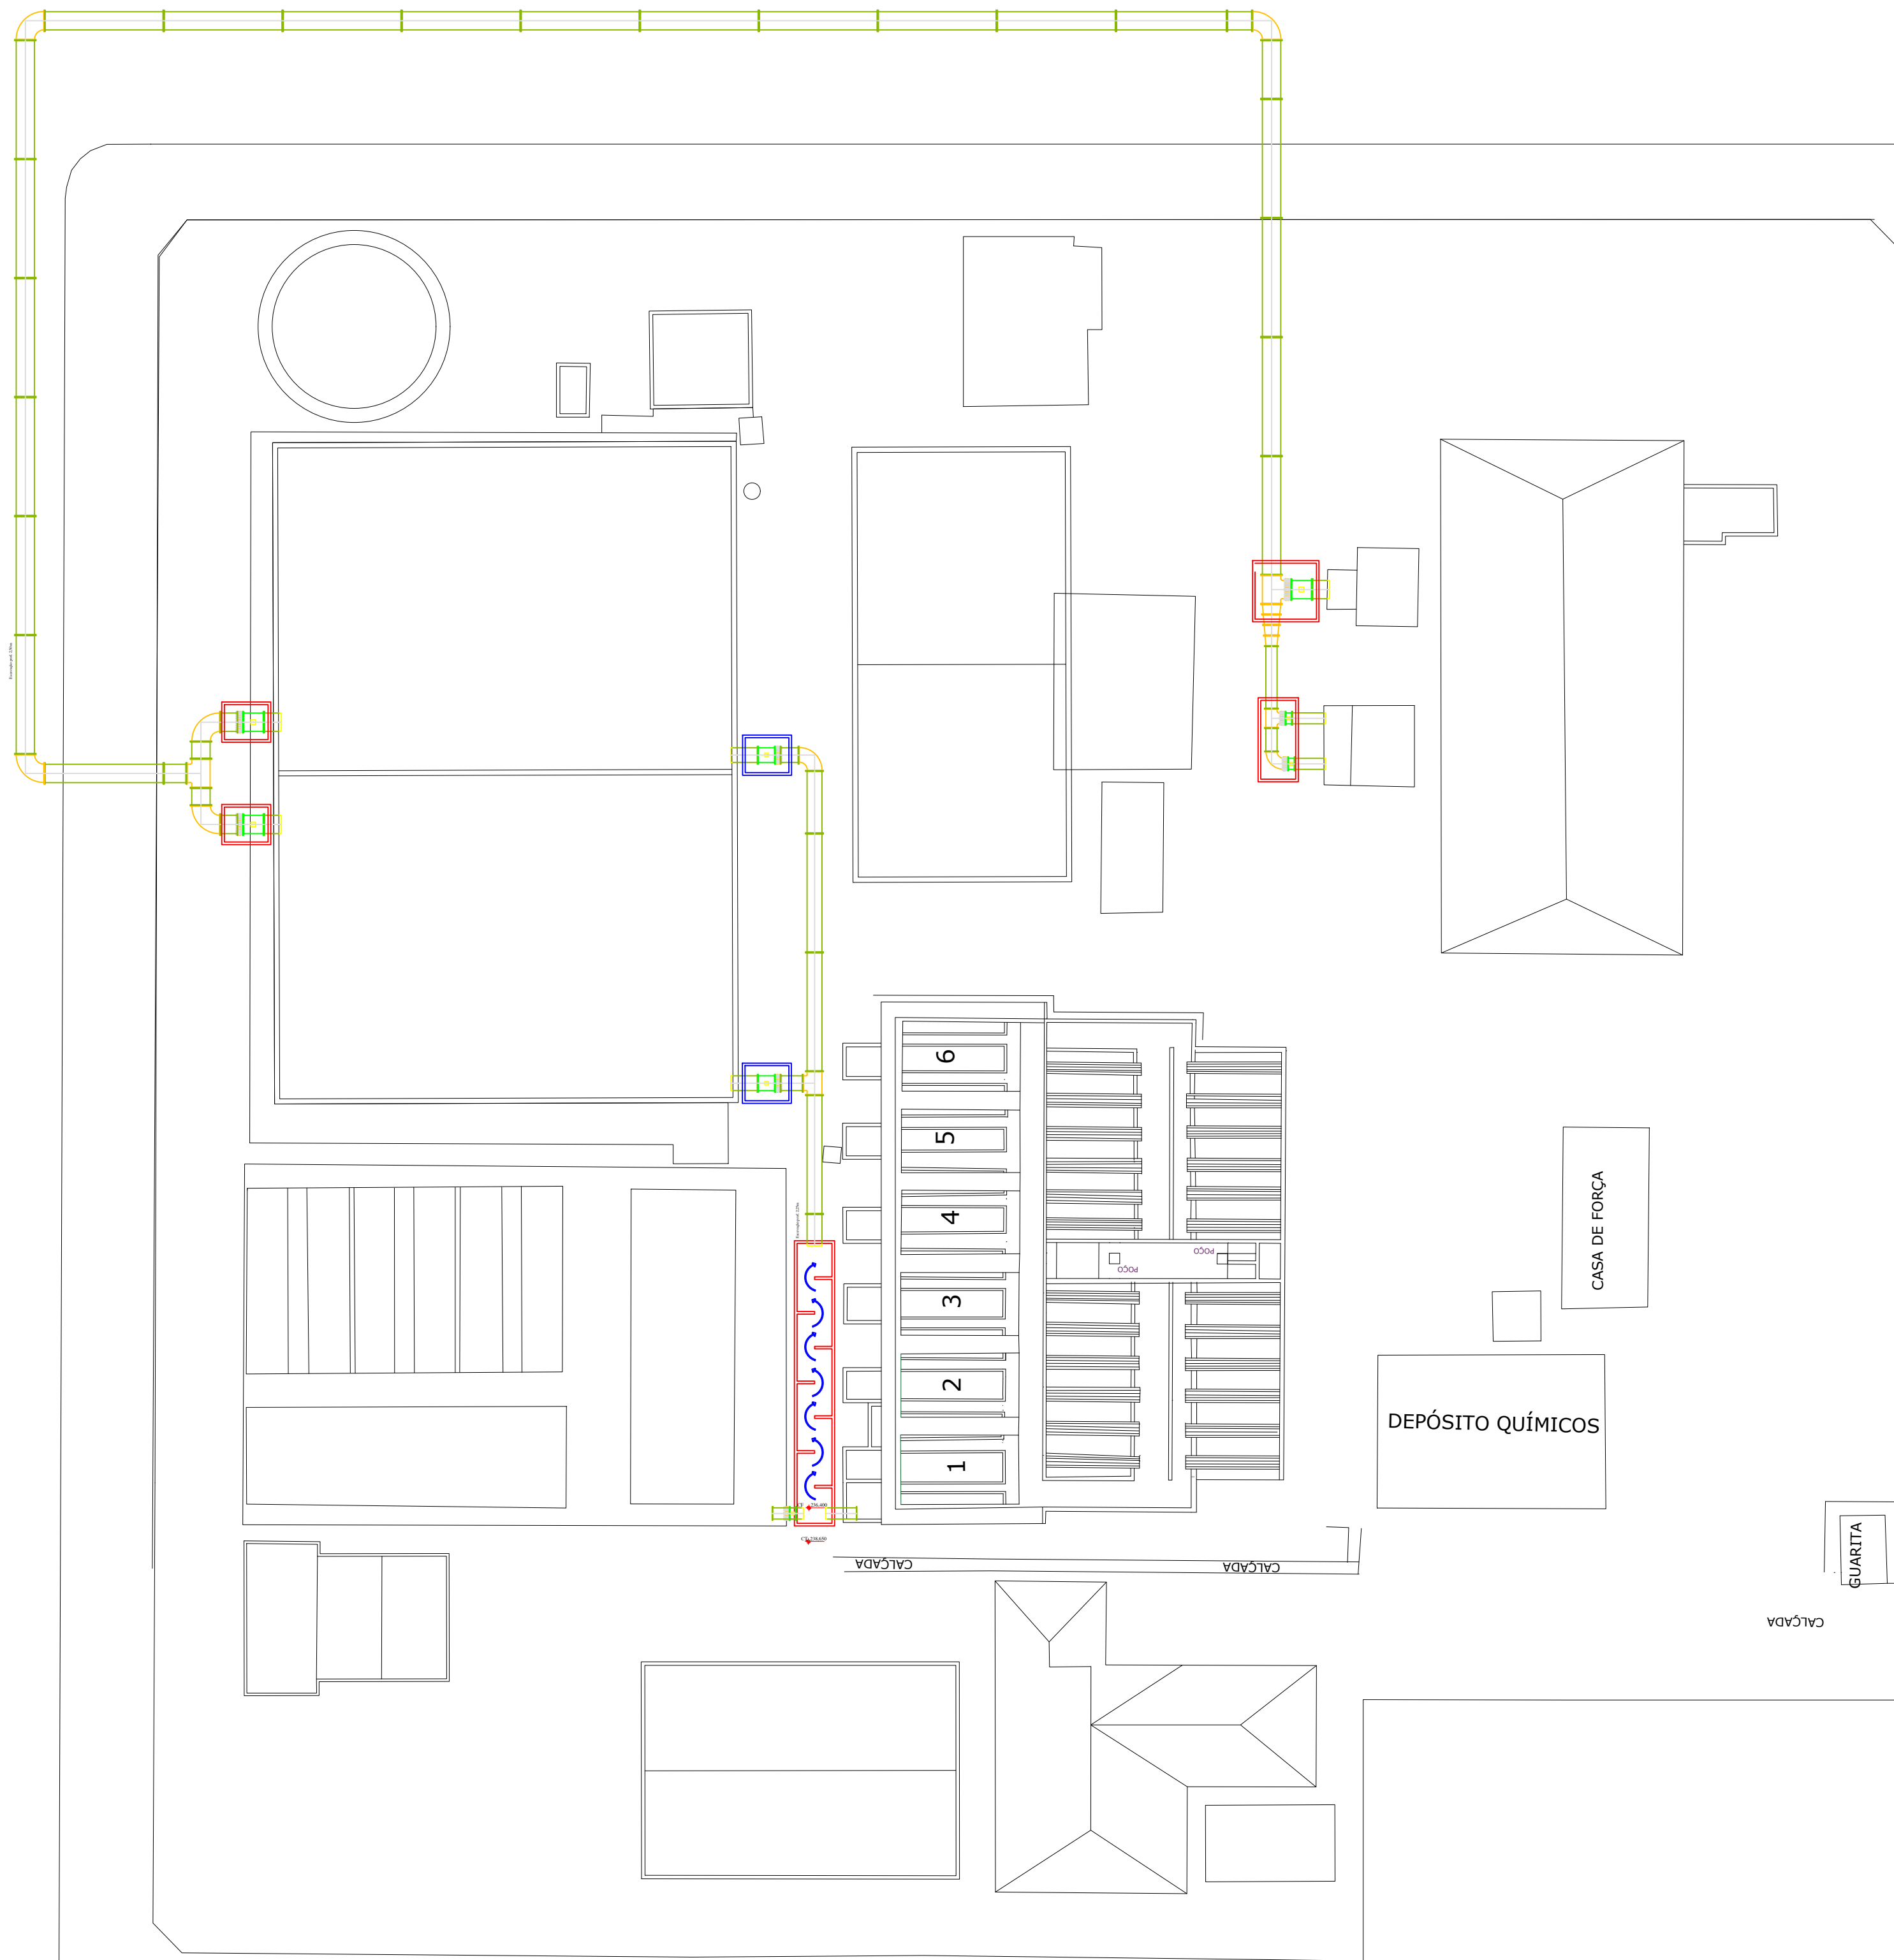 6
5
4
3
2
1
POÇO
POÇO
CASA DE FORÇA
DEPÓSITO QUÍMICOS
GUARITA
CALÇADA
CALÇADA
CALÇADA